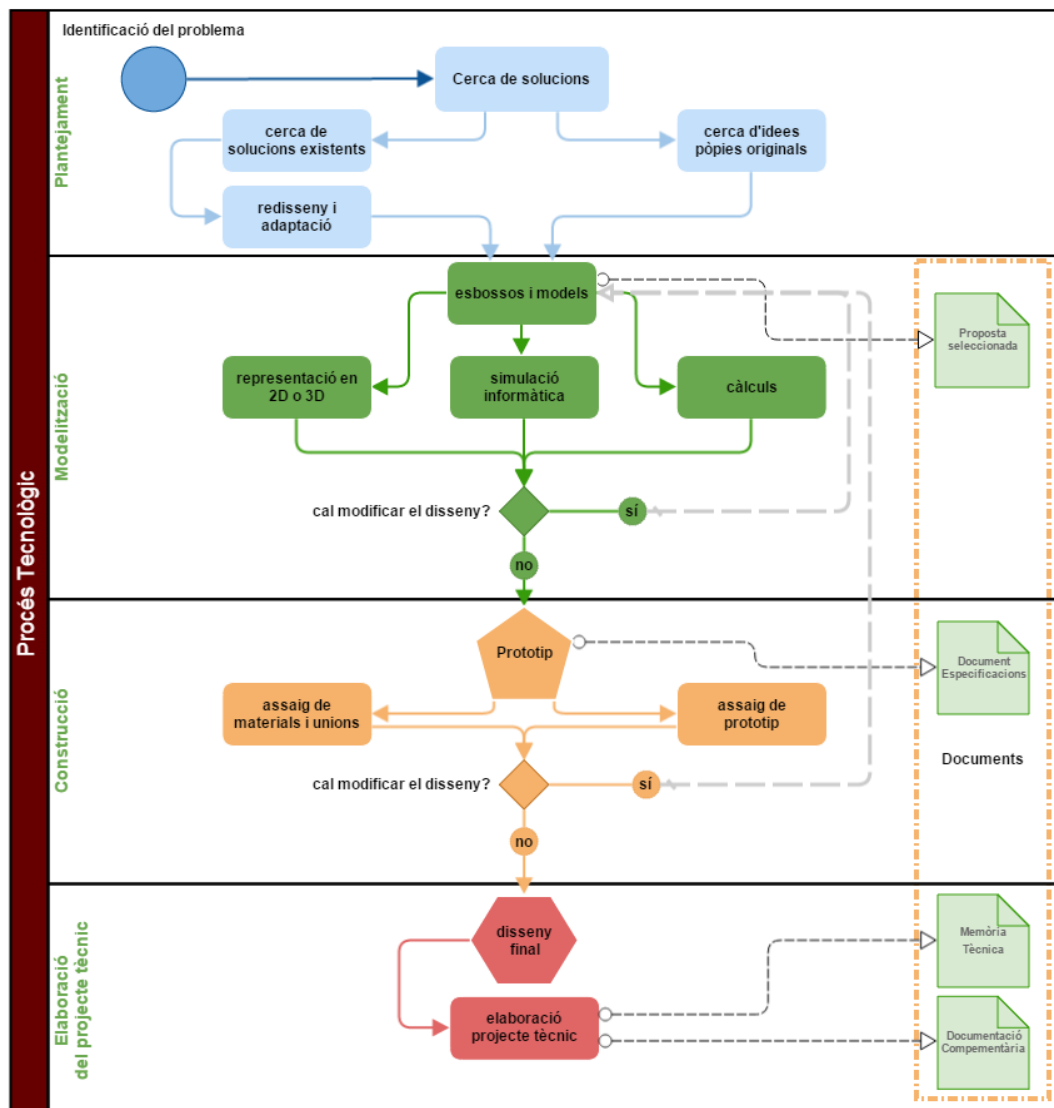 Procés Tecnològic
Plantejament
Identificació del problema
Cerca de solucions
cerca de
solucions existents
cerca d'idees
pòpies originals
redisseny i
adaptació
Modelització
esbossos i models
Proposta
seleccionada
representació en
2D o 3D
simulació
informàtica
càlculs
cal modificar el disseny?
sí
no
Construcció
Prototip
Document
Especificacions
assaig de
materials i unions
assaig de
prototip
Documents
cal modificar el disseny?
sí
no
Elaboració
del projecte tècnic
disseny
final
Memòria
Tècnica
elaboració
projecte tècnic
Documentació
Compementària